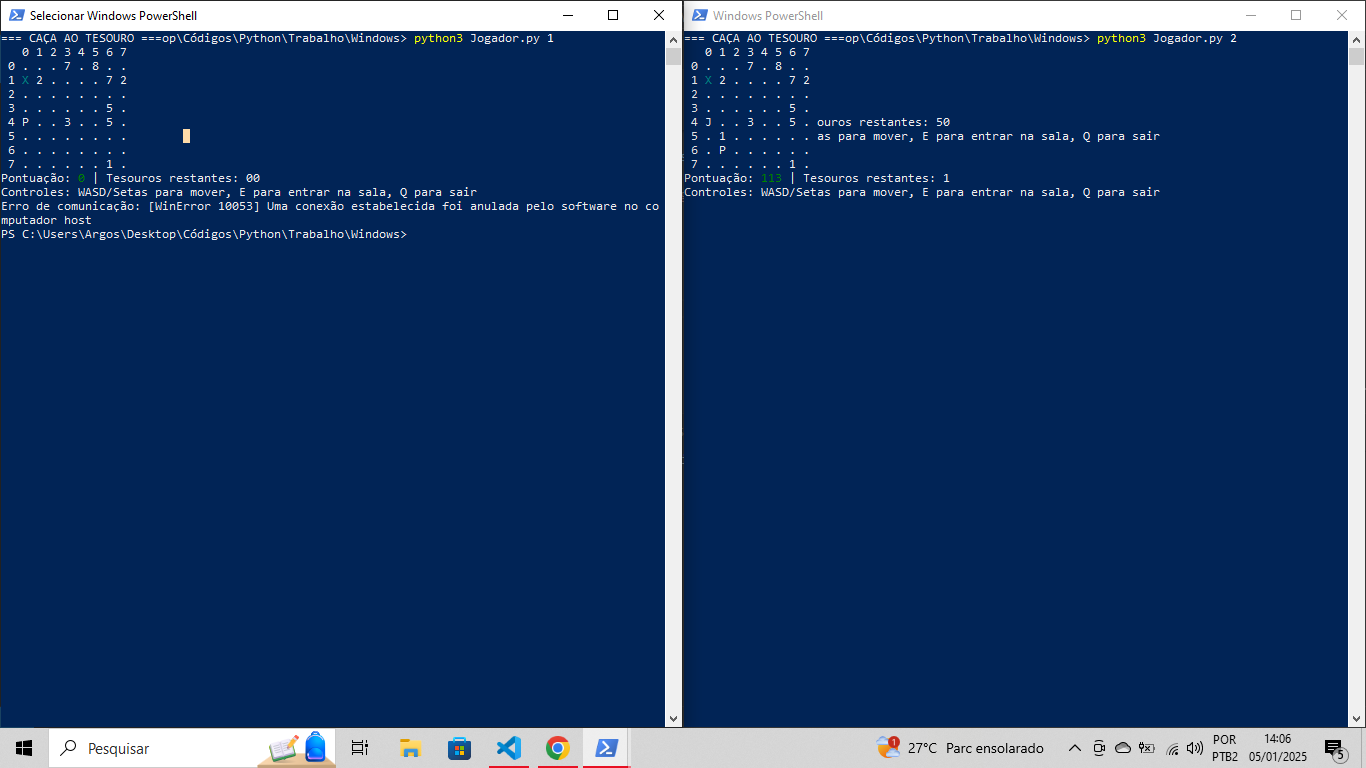 Selecionar Windows PowerShell
=== CAÇA AO TESOURO ===op\Códigos\Python\Trabalho\Windows> python3 Jogador.py 1
0 1 2 3 4 5 6 7
0 . . . 7 . 8 . .
1 X 2 . . . . 7 2
2 . . . . . . . .
3 . . . . . . 5 .
4 P . . 3 . . 5 .
5 . . . . . . . .
6 . . . . . . . .
7 . . . . . . 1 .
Pontuação: 0 | Tesouros restantes: 00
Controles: WASD/Setas para mover, E para entrar na sala, Q para sair
Erro de comunicação: [WinError 10053] Uma conexão estabelecida foi anulada pelo software no co
mputador host
PS C:\Users\Argos\Desktop\Códigos\Python\Trabalho\Windows>
Windows PowerShell
=== CAÇA AO TESOURO ===op\Códigos\Python\Trabalho\Windows> python3 Jogador.py 2
0 1 2 3 4 5 6 7
0 . . . 7 . 8 . .
1 X 2 . . . . 7 2
2 . . . . . . . .
3 . . . . . . 5 .
4 J . . 3 . . 5 . ouros restantes: 50
5 . 1 . . . . . . as para mover, E para entrar na sala, Q para sair
6 . P . . . . . .
7 . . . . . . 1 .
Pontuação: 113 | Tesouros restantes: 1
Controles: WASD/Setas para mover, E para entrar na sala, Q para sair
Pesquisar
1
27°C Parc ensolarado
POR
PTB2
14:06
05/01/2025
5